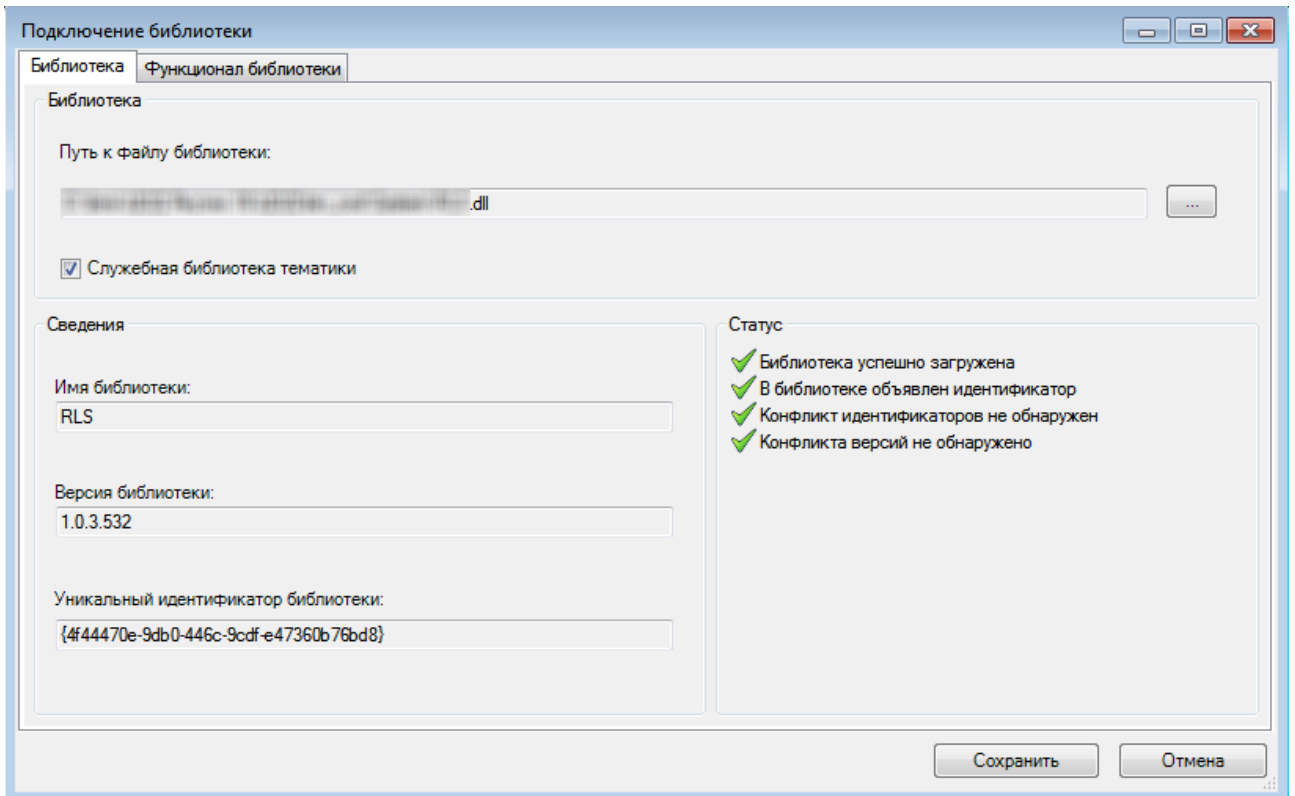 Подключение библиотеки
Библиотека
Функционал библиотеки
Библиотека
Путь к файлу библиотеки:
.dll
...
Служебная библиотека тематики
Сведения
Имя библиотеки:
RLS
Версия библиотеки:
1.0.3.532
Уникальный идентификатор библиотеки:
{4f44470e-9db0-446c-9cdf-e47360b76bd8}
Статус
Библиотека успешно загружена
В библиотеке объявлен идентификатор
Конфликт идентификаторов не обнаружен
Конфликта версий не обнаружено
Сохранить
Отмена